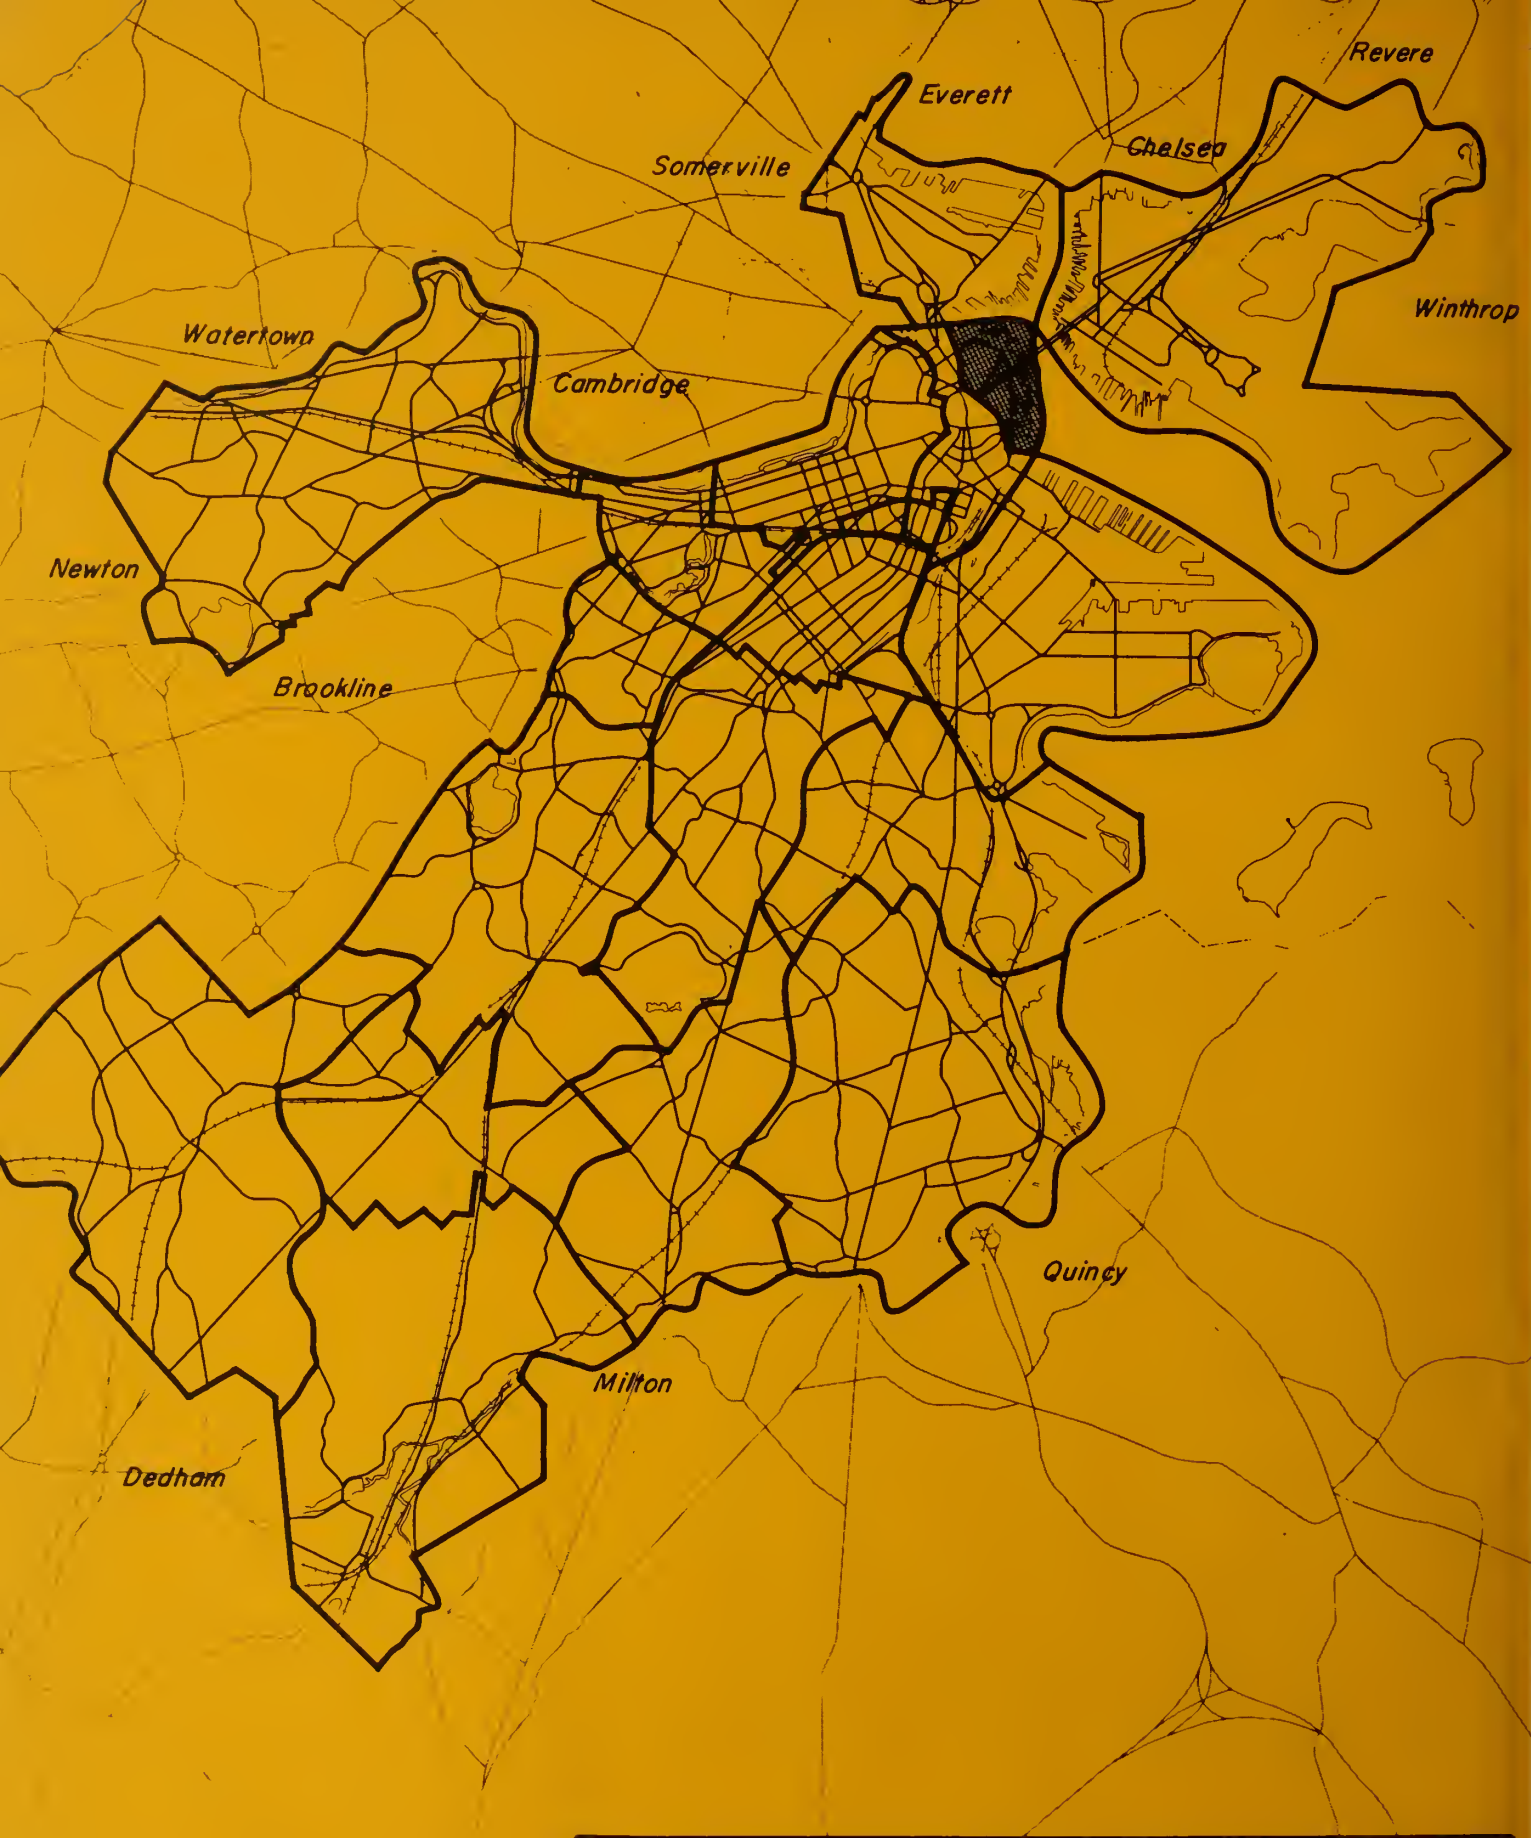 Revere
Everett
Chelsea
Somerville
Winthrop
Watertown
Cambridge
Newton
Brookline
Quincy
Milton
Dedham